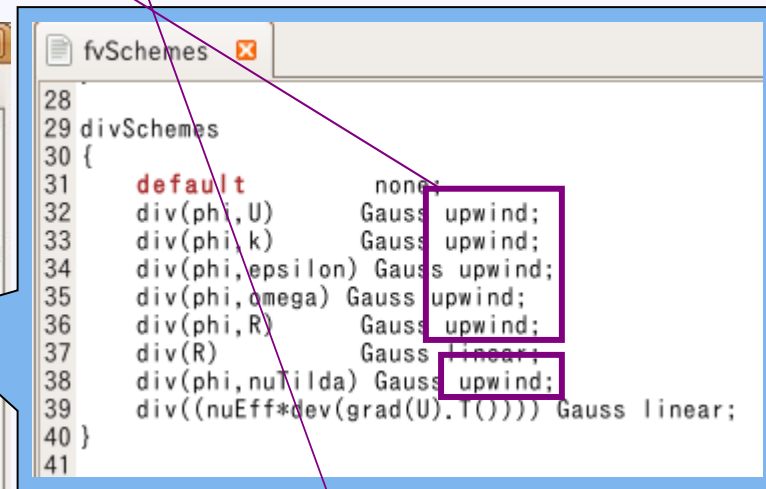 fvSchemes
28
29 divSchemes
30 {
31 default none;
32 div(phi,U) Gauss upwind;
33 div(phi,k) Gauss upwind;
34 div(phi,epsilon) Gauss upwind;
35 div(phi,omega) Gauss upwind;
36 div(phi,R) Gauss upwind;
37 div(R) Gauss linear;
38 div(phi,nuTilda) Gauss upwind;
39 div((nuEff*dev(grad(U).T()))) Gauss linear;
40 }
41